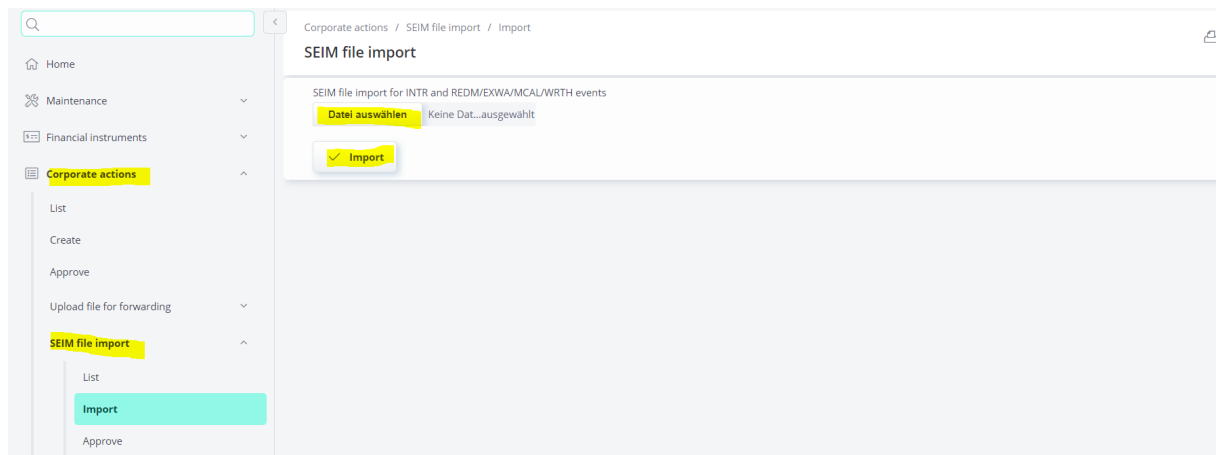 Home
Maintenance
Financial instruments
Corporate actions
List
Create
Approve
Upload file for forwarding
SEIM file import
List
Import
Approve
Corporate actions / SEIM file import / Import
SEIM file import
SEIM file import for INTR and REDM/EXWA/MCAL/WRTH events
Datei auswählen Keine Dat...ausgewählt
Import